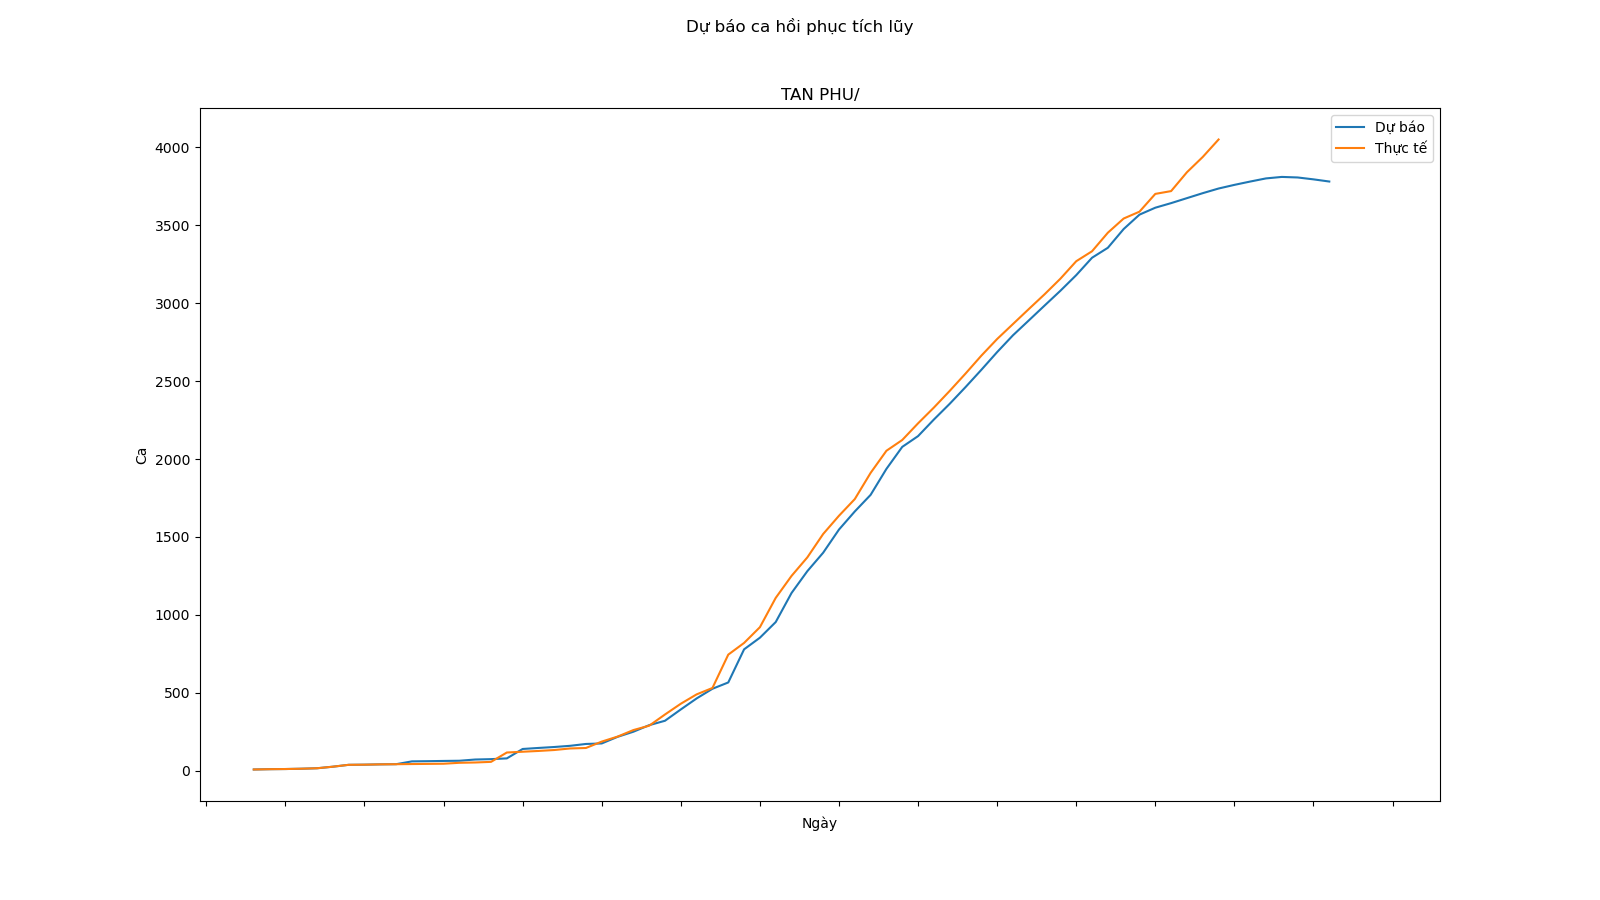 Dự báo ca hồi phục tích lũy
TAN PHU/
Dự báo
Thực tế
4000
3500
3000
2500
2000
1500
1000
500
0
Ca
Ngày